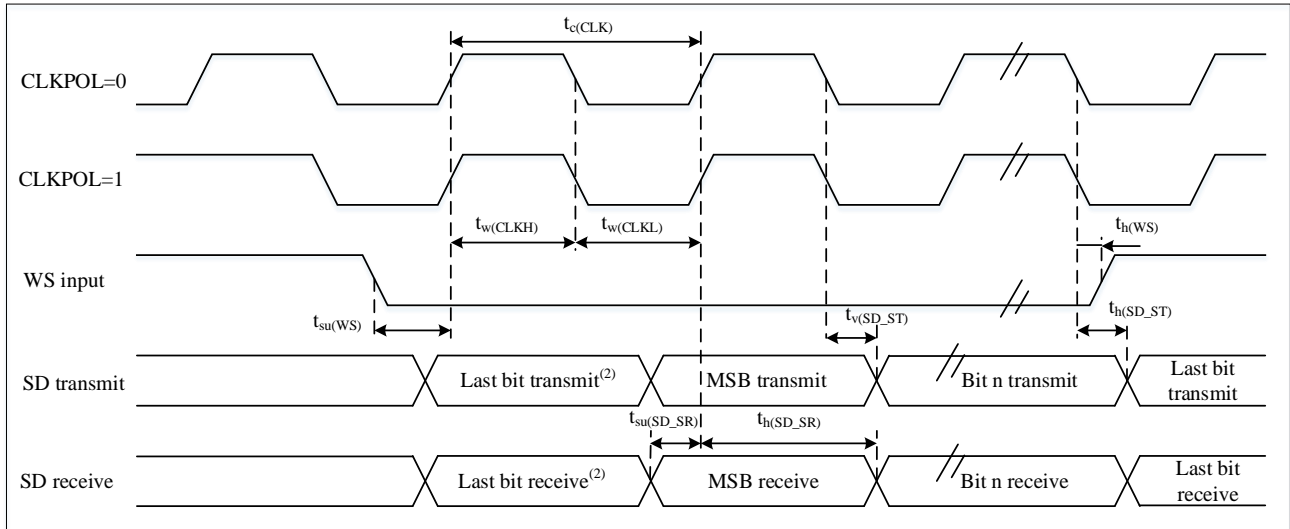 t_c(CLK)
CLKPOL=0
CLKPOL=1
t_w(CLKH)
t_w(CLKL)
t_h(WS)
WS input
t_su(WS)
t_v(SD_ST)
t_h(SD_ST)
SD transmit
Last bit transmit(2)
MSB transmit
Bit n transmit
Last bit
transmit
t_su(SD_SR)
t_h(SD_SR)
SD receive
Last bit receive(2)
MSB receive
Bit n receive
Last bit
receive